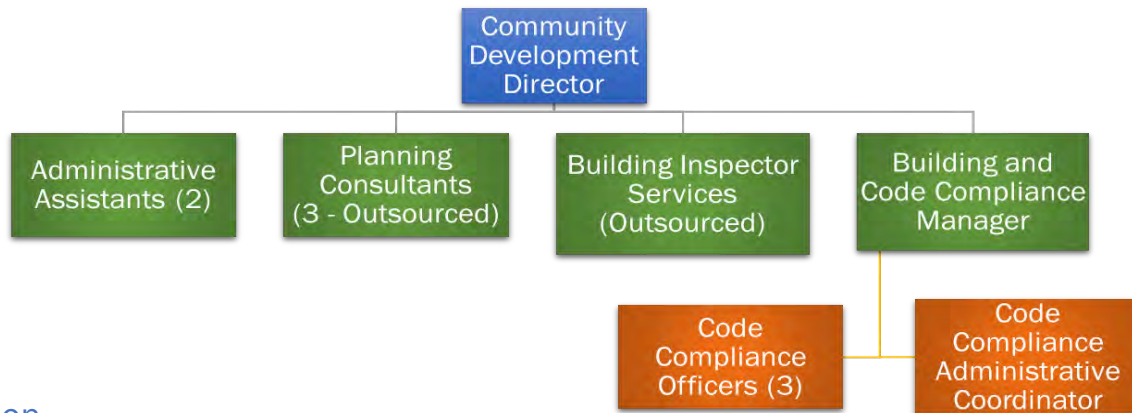 Community
Development
Director
Administrative
Assistants (2)
Planning
Consultants
(3 - Outsourced)
Building Inspector
Services
(Outsourced)
Building and
Code Compliance
Manager
Code
Compliance
Officers (3)
Code
Compliance
Administrative
Coordinator